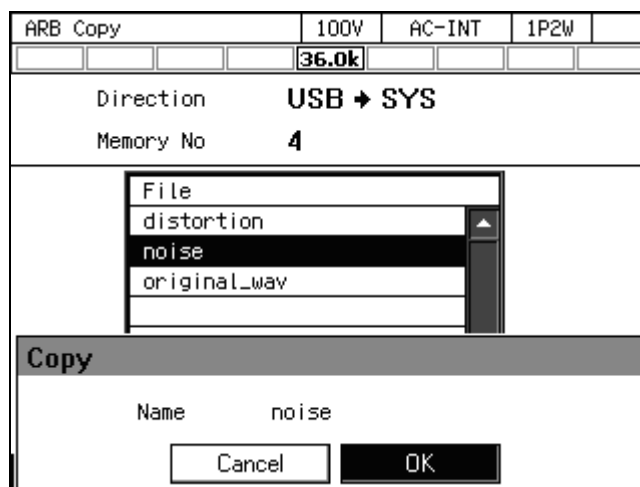 ARB Copy 100V AC-INT 1P2W
36.0k
Direction USB → SYS
Memory No 4
File
distortion
noise
original_wav
Copy
Name noise
Cancel OK